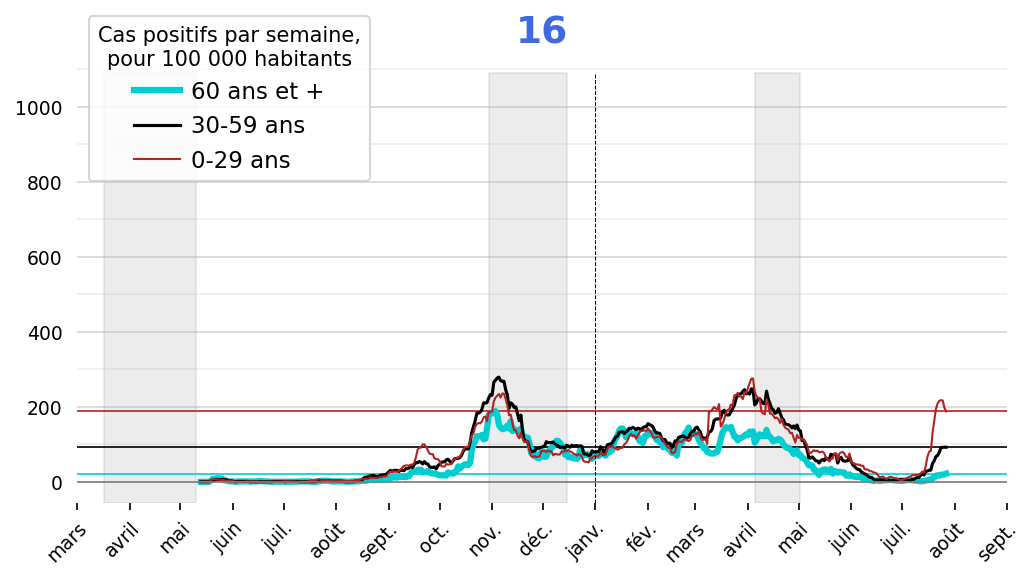 16
Cas positifs par semaine,
pour 100 000 habitants
60 ans et +
30-59 ans
0-29 ans
1000
800
600
400
200
0
mars avril mai juin juil. août sept. oct. nov. déc. janv. fév. mars avril mai juin juil. août sept.